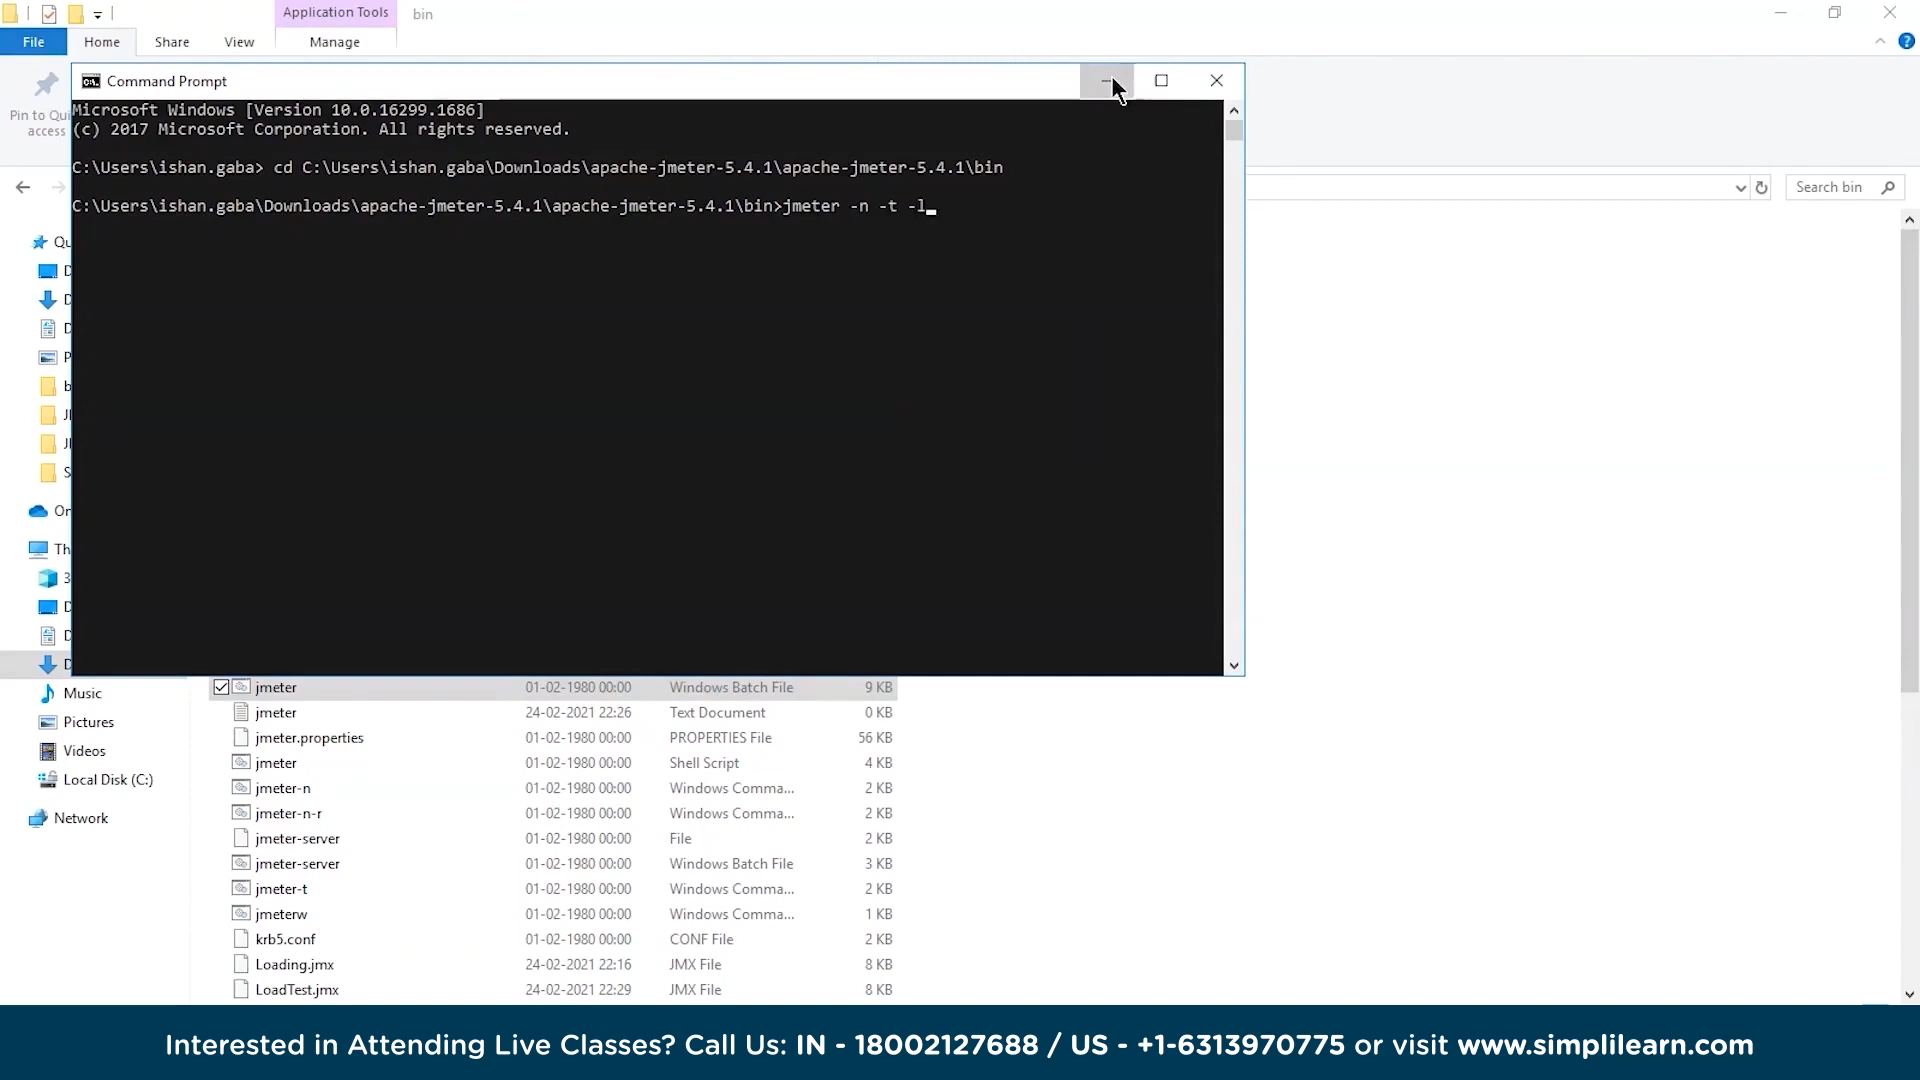 Application Tools
bin
File
Home
Share
View
Manage
Pin to Qui
access
Command Prompt
Microsoft Windows [Version 10.0.16299.1686]
(c) 2017 Microsoft Corporation. All rights reserved.
C:\Users\ishan.gaba> cd C:\Users\ishan.gaba\Downloads\apache-jmeter-5.4.1\apache-jmeter-5.4.1\bin
C:\Users\ishan.gaba\Downloads\apache-jmeter-5.4.1\apache-jmeter-5.4.1\bin>jmeter -n -t -l
Search bin
Qu
D
D
D
P
b
S
On
Th
3
D
D
D
Music
Pictures
Videos
Local Disk (C:)
Network
jmeter 01-02-1980 00:00 Windows Batch File 9 KB
jmeter 24-02-2021 22:26 Text Document 0 KB
jmeter.properties 01-02-1980 00:00 PROPERTIES File 56 KB
jmeter 01-02-1980 00:00 Shell Script 4 KB
jmeter-n 01-02-1980 00:00 Windows Comma... 2 KB
jmeter-n-r 01-02-1980 00:00 Windows Comma... 2 KB
jmeter-server 01-02-1980 00:00 File 2 KB
jmeter-server 01-02-1980 00:00 Windows Batch File 3 KB
jmeter-t 01-02-1980 00:00 Windows Comma... 2 KB
jmeterw 01-02-1980 00:00 Windows Comma... 1 KB
krb5.conf 01-02-1980 00:00 CONF File 2 KB
Loading.jmx 24-02-2021 22:16 JMX File 8 KB
LoadTest.jmx 24-02-2021 22:29 JMX File 8 KB
Interested in Attending Live Classes? Call Us: IN - 18002127688 / US - +1-6313970775 or visit www.simplilearn.com